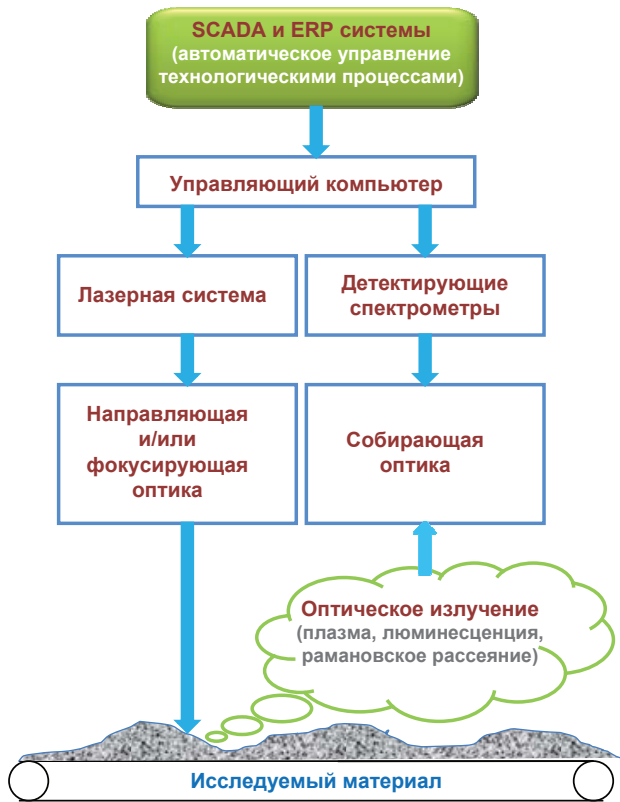 SCADA и ERP системы
(автоматическое управление
технологическими процессами)
Управляющий компьютер
Лазерная система
Детектирующие
спектрометры
Направляющая
и/или
фокусирующая
оптика
Собирающая
оптика
Оптическое излучение
(плазма, люминесценция,
рамановское рассеяние)
Исследуемый материал